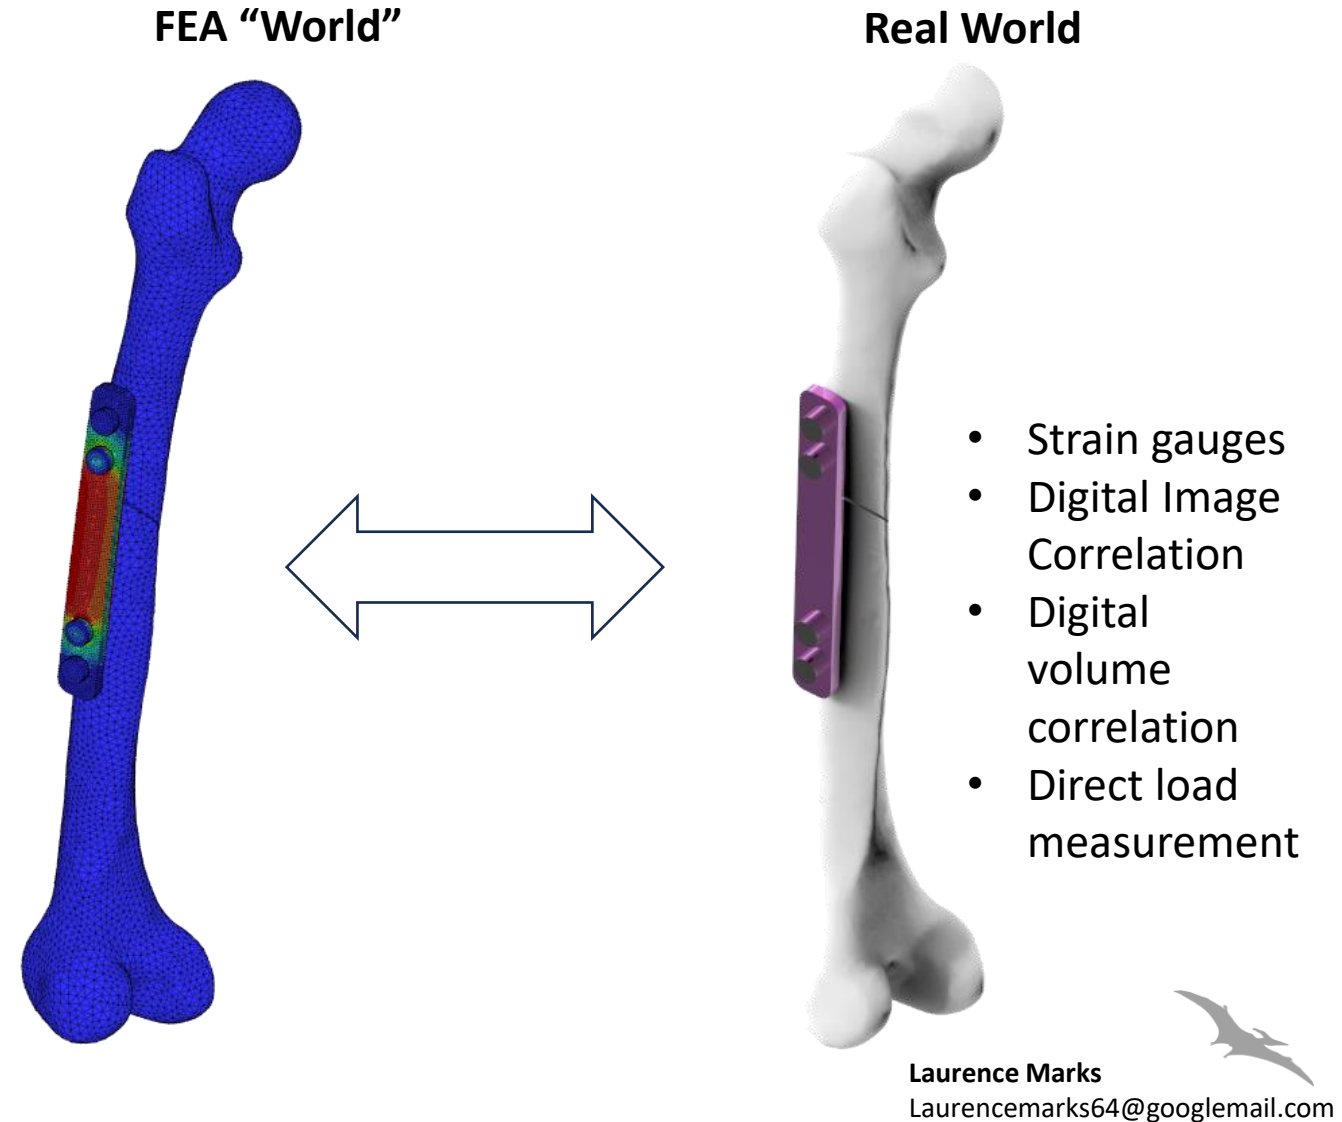 FEA “World”
Real World
• Strain gauges
• Digital Image
Correlation
• Digital
volume
correlation
• Direct load
measurement
Laurence Marks
Laurencemarks64@googlemail.com